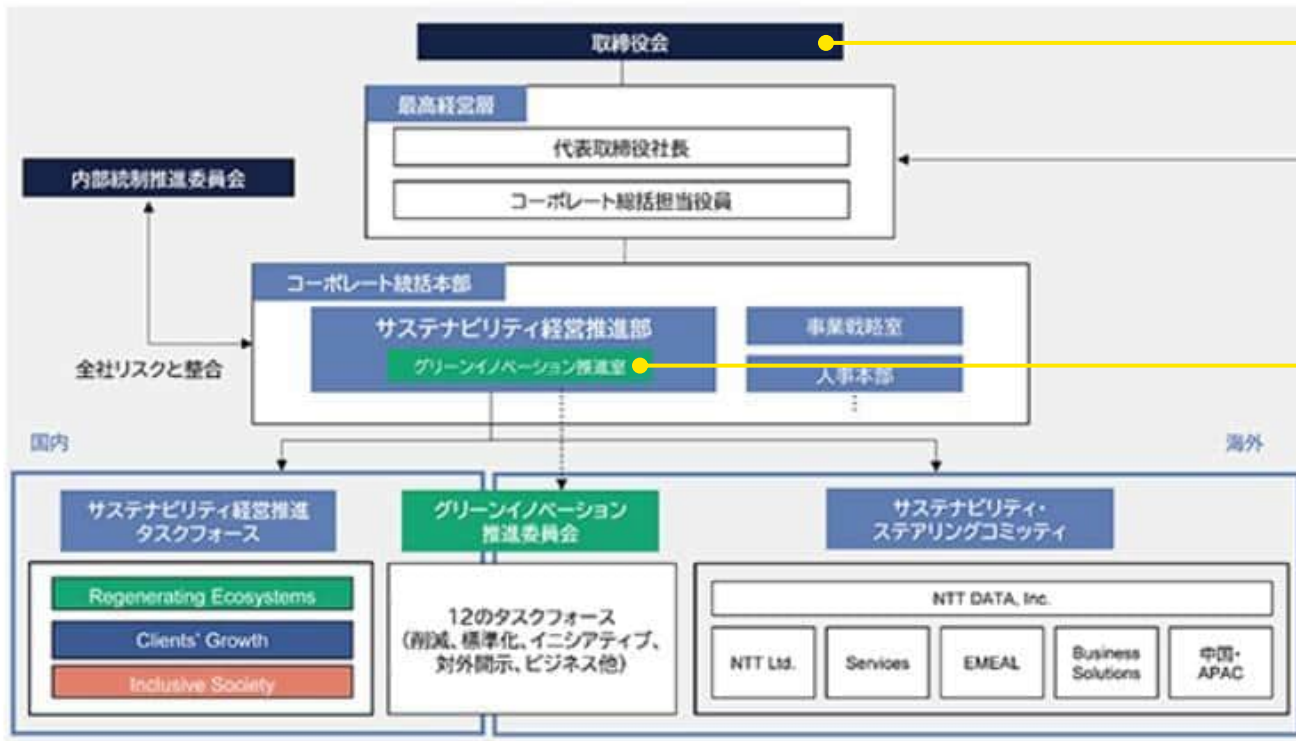 取締役会
最高経営層
代表取締役社長
コーポレート総括担当役員
内部統制推進委員会
コーポレート統括本部
サステナビリティ経営推進部
グリーンイノベーション推進室
事業戦略室
人事本部
全社リスクと整合
国内
海外
サステナビリティ経営推進
タスクフォース
Regenerating Ecosystems
Clients' Growth
Inclusive Society
グリーンイノベーション
推進委員会
12のタスクフォース
(削減、標準化、イニシアティブ、
対外開示、ビジネス他)
サステナビリティ・
ステアリングコミッティ
NTT DATA, Inc.
NTT Ltd.
Services
EMEAL
Business
Solutions
中国・
APAC